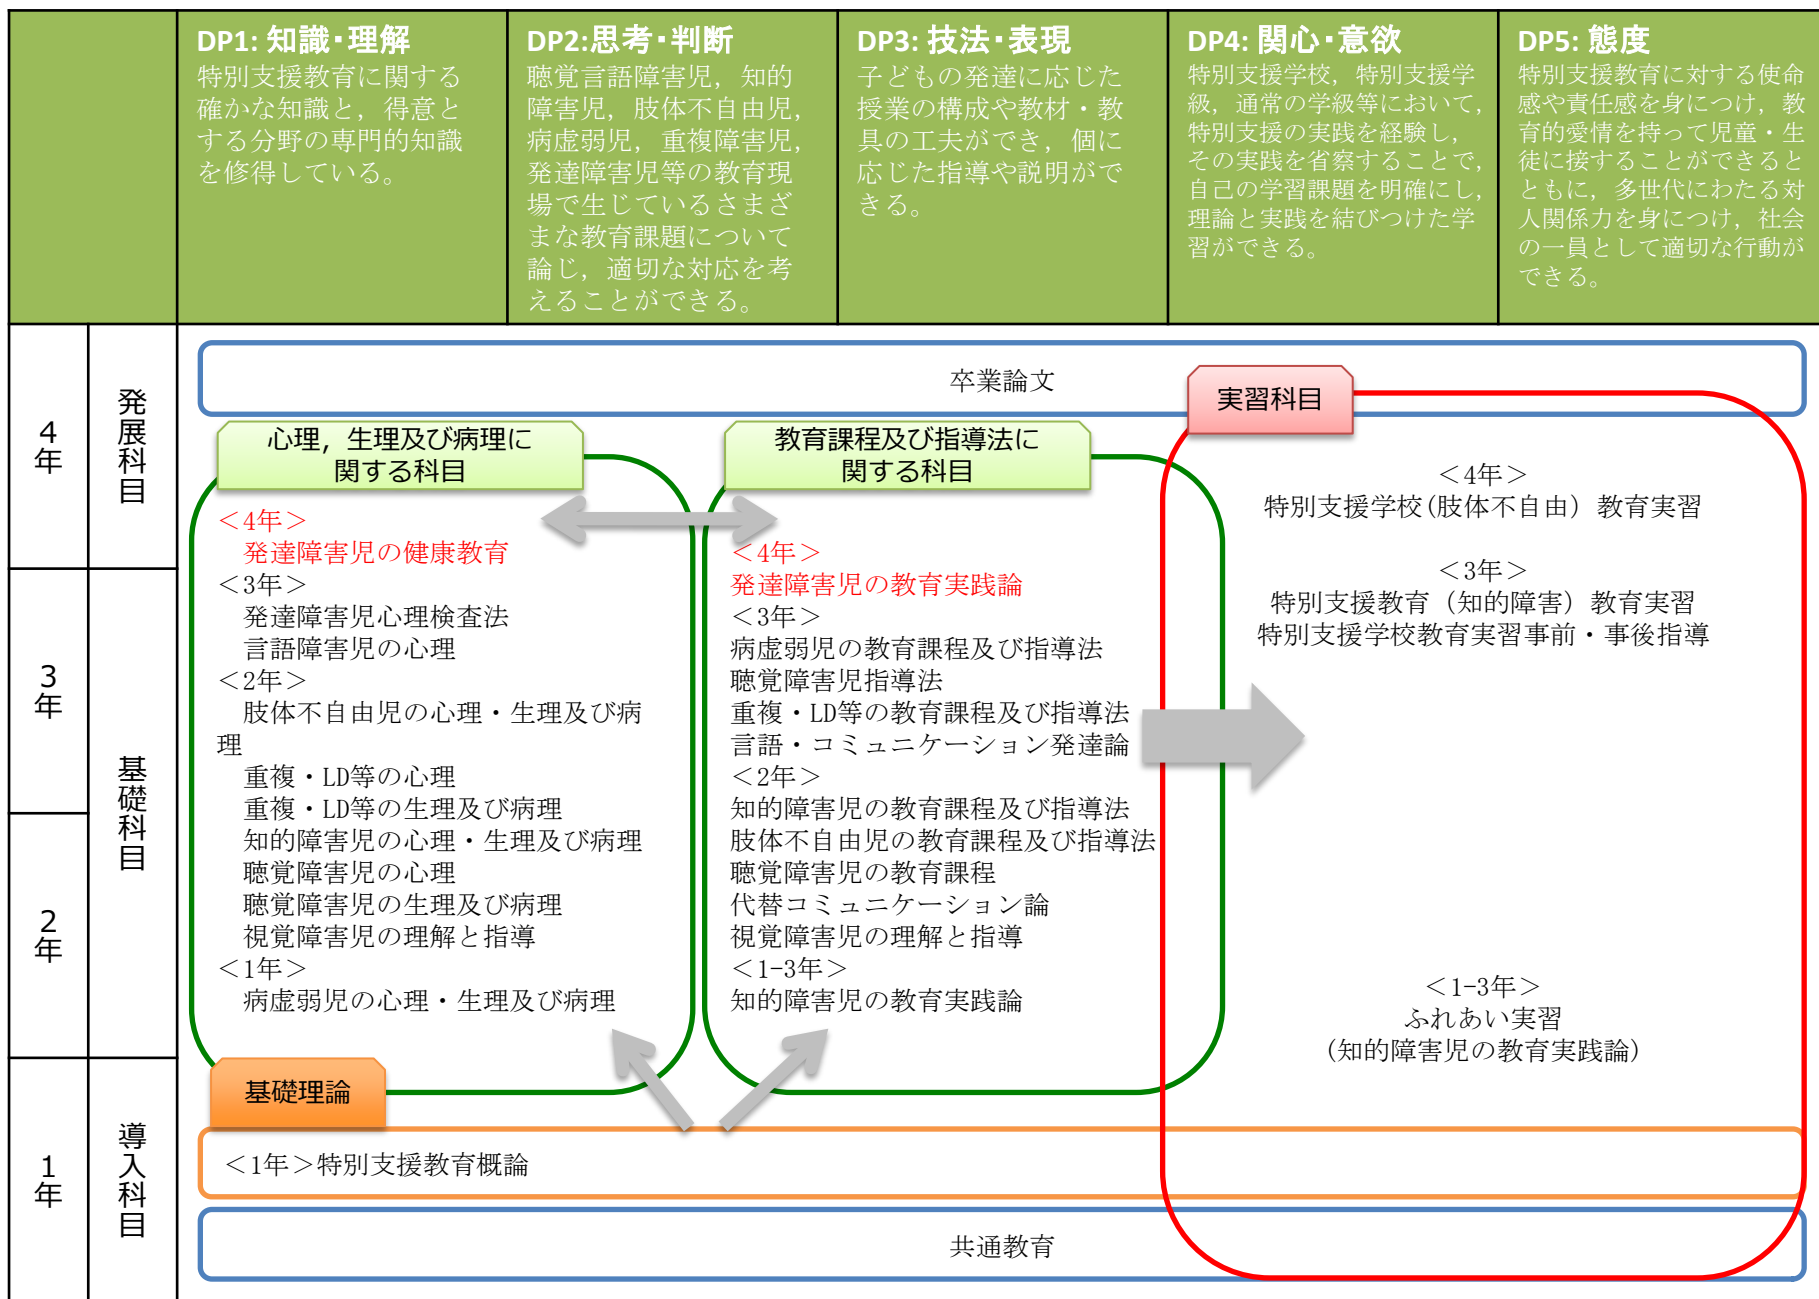 DP1: 知識・理解
特別支援教育に関する
確かな知識と，得意と
する分野の専門的知識
を修得している。
DP2:思考・判断
聴覚言語障害児，知的
障害児，肢体不自由児，
病虚弱児，重複障害児，
発達障害児等の教育現
場で生じているさまざ
まな教育課題について
論じ，適切な対応を考
えることができる。
DP3: 技法・表現
子どもの発達に応じた
授業の構成や教材・教
具の工夫ができ，個に
応じた指導や説明がで
きる。
DP4: 関心・意欲
特別支援学校，特別支援学
級，通常の学級等において，
特別支援の実践を経験し，
その実践を省察することで，
自己の学習課題を明確にし，
理論と実践を結びつけた学
習ができる。
DP5: 態度
特別支援教育に対する使命
感や責任感を身につけ，教
育的愛情を持って児童・生
徒に接することができると
ともに，多世代にわたる対
人関係力を身につけ，社会
の一員として適切な行動が
できる。
4年
3年
2年
1年
発展科目
基礎科目
導入科目
卒業論文
心理，生理及び病理に
関する科目
＜4年＞
発達障害児の健康教育
＜3年＞
発達障害児心理検査法
言語障害児の心理
＜2年＞
肢体不自由児の心理・生理及び病
理
重複・LD等の心理
重複・LD等の生理及び病理
知的障害児の心理・生理及び病理
聴覚障害児の心理
聴覚障害児の生理及び病理
視覚障害児の理解と指導
＜1年＞
病虚弱児の心理・生理及び病理
教育課程及び指導法に
関する科目
＜4年＞
発達障害児の教育実践論
＜3年＞
病虚弱児の教育課程及び指導法
聴覚障害児指導法
重複・LD等の教育課程及び指導法
言語・コミュニケーション発達論
＜2年＞
知的障害児の教育課程及び指導法
肢体不自由児の教育課程及び指導法
聴覚障害児の教育課程
代替コミュニケーション論
視覚障害児の理解と指導
＜1-3年＞
知的障害児の教育実践論
実習科目
＜4年＞
特別支援学校(肢体不自由）教育実習
＜3年＞
特別支援教育（知的障害）教育実習
特別支援学校教育実習事前・事後指導
＜1-3年＞
ふれあい実習
(知的障害児の教育実践論)
基礎理論
＜1年＞特別支援教育概論
共通教育